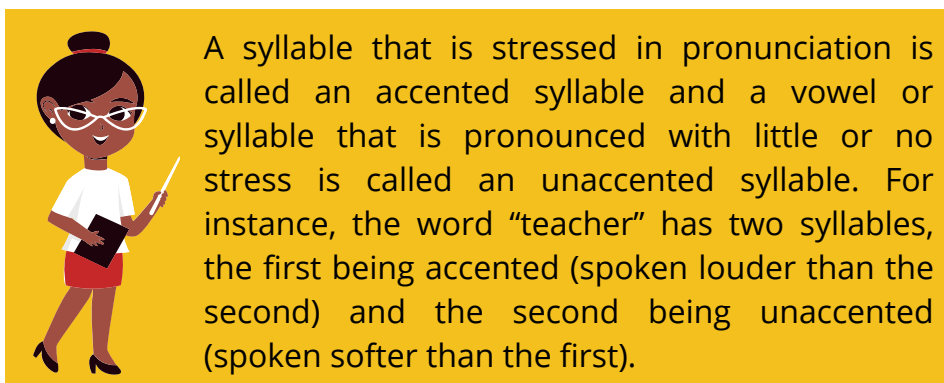 A syllable that is stressed in pronunciation is
called an accented syllable and a vowel or
syllable that is pronounced with little or no
stress is called an unaccented syllable. For
instance, the word “teacher” has two syllables,
the first being accented (spoken louder than the
second) and the second being unaccented
(spoken softer than the first).